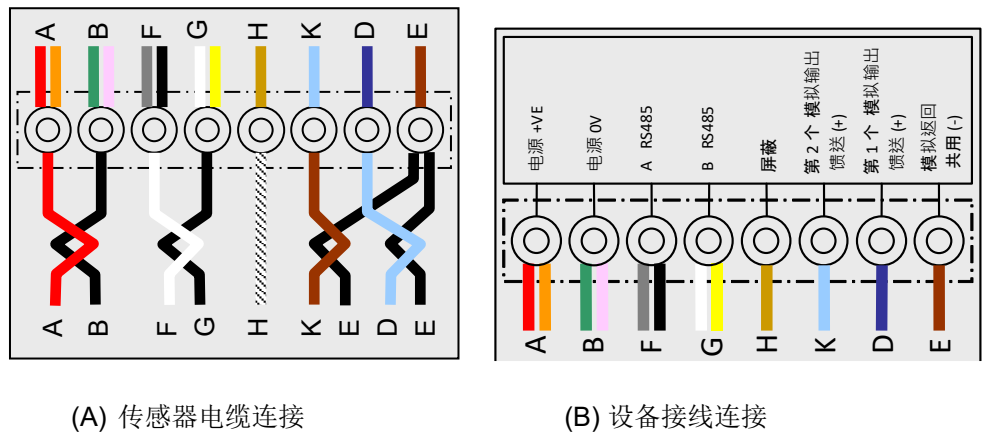 A B F G H K D E
A B F G H K E D E
电源 +VE
电源 0V
A RS485
B RS485
屏蔽
第 2 个 模拟输出
馈送 (+)
第 1 个 模拟输出
馈送 (+)
模拟返回
共用 (-)
A B F G H K D E
(A) 传感器电缆连接
(B) 设备接线连接